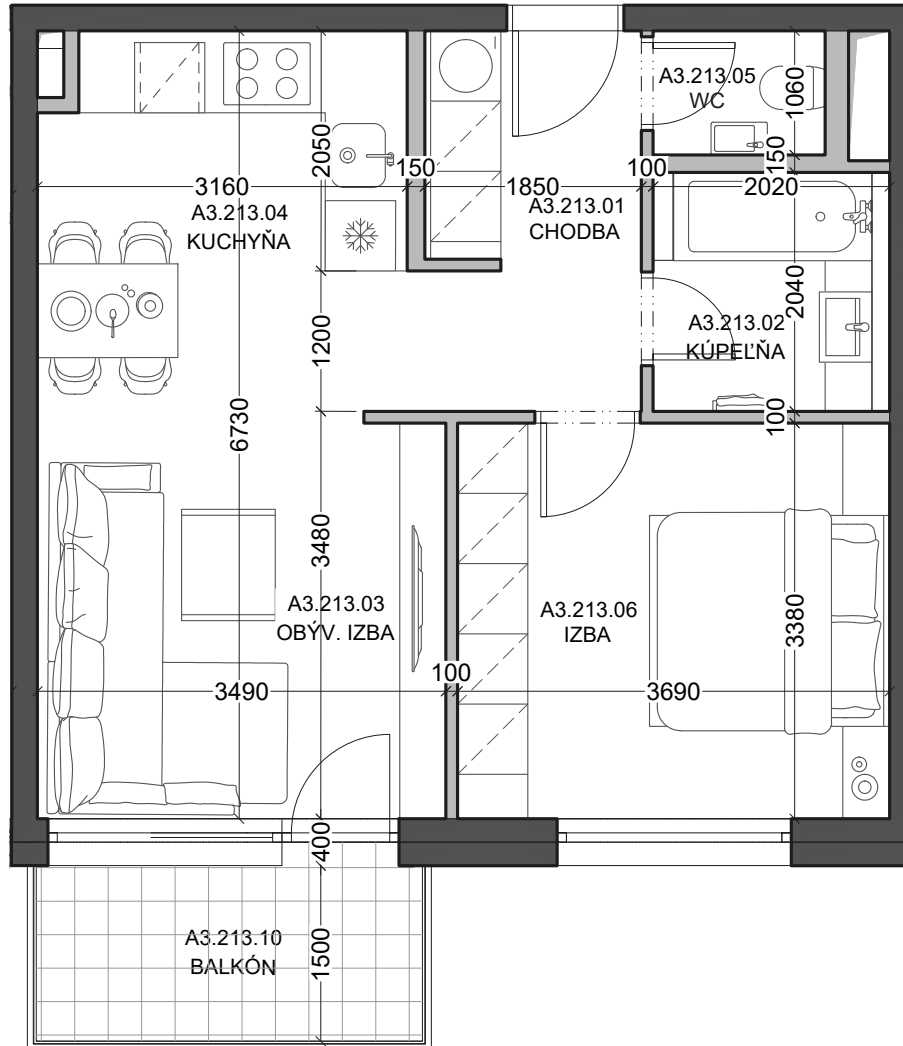 A3.213.05
WC
1060
2050
150
3160
150
1850
100
2020
A3.213.04
KUCHYŇA
A3.213.01
CHODBA
2040
1200
A3.213.02
KÚPEĽŇA
100
6730
3480
A3.213.03
OBÝV. IZBA
A3.213.06
IZBA
3380
100
3490
3690
400
A3.213.10
BALKÓN
1500